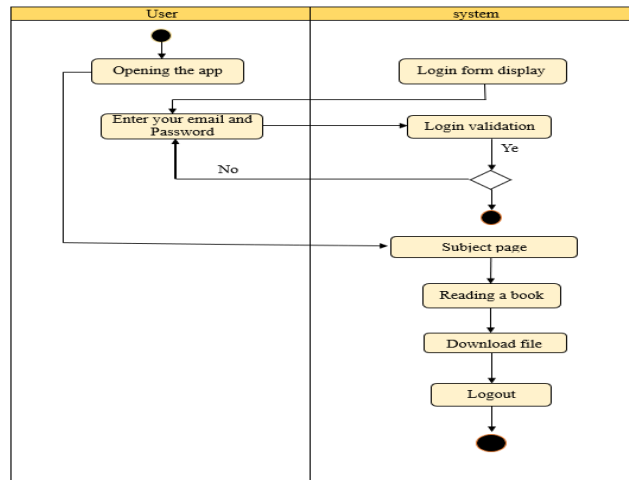 User
system
Opening the app
Login form display
Enter your email and
Password
Login validation
Ye
No
Subject page
Reading a book
Download file
Logout